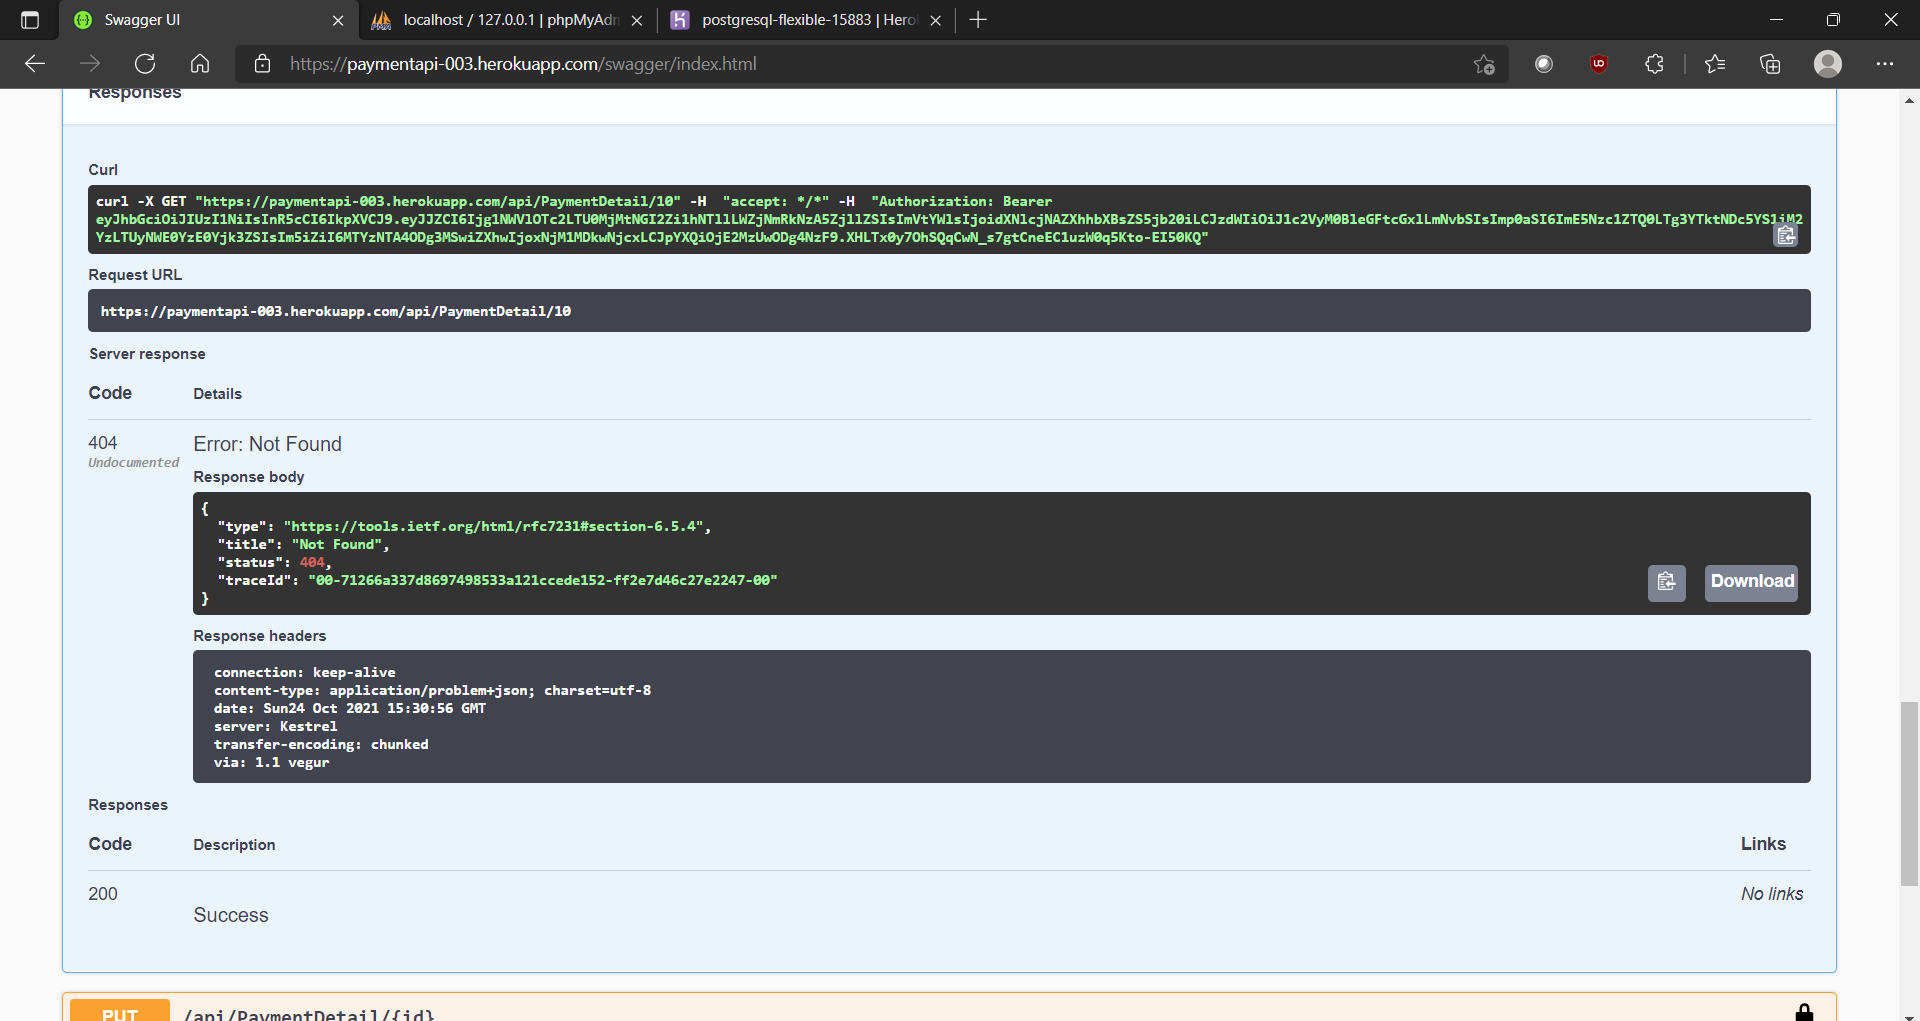 Swagger UI
localhost / 127.0.0.1 | phpMyAdm
postgresql-flexible-15883 | Hero
https://paymentapi-003.herokuapp.com/swagger/index.html
Responses
Curl
curl -X GET "https://paymentapi-003.herokuapp.com/api/PaymentDetail/10" -H "accept: */*" -H "Authorization: Bearer
Request URL
https://paymentapi-003.herokuapp.com/api/PaymentDetail/10
Server response
Code Details
404 Error: Not Found
Undocumented
Response body
{
"type": "https://tools.ietf.org/html/rfc7231#section-6.5.4",
"title": "Not Found",
"status": 404,
"traceId": "00-71266a337d8697498533a121ccede152-ff2e7d46c27e2247-00"
}
Download
Response headers
connection: keep-alive
content-type: application/problem+json; charset=utf-8
date: Sun24 Oct 2021 15:30:56 GMT
server: Kestrel
transfer-encoding: chunked
via: 1.1 vegur
Responses
Code Description Links
200 No links
Success
PUT /api/PaymentDetail/{id}